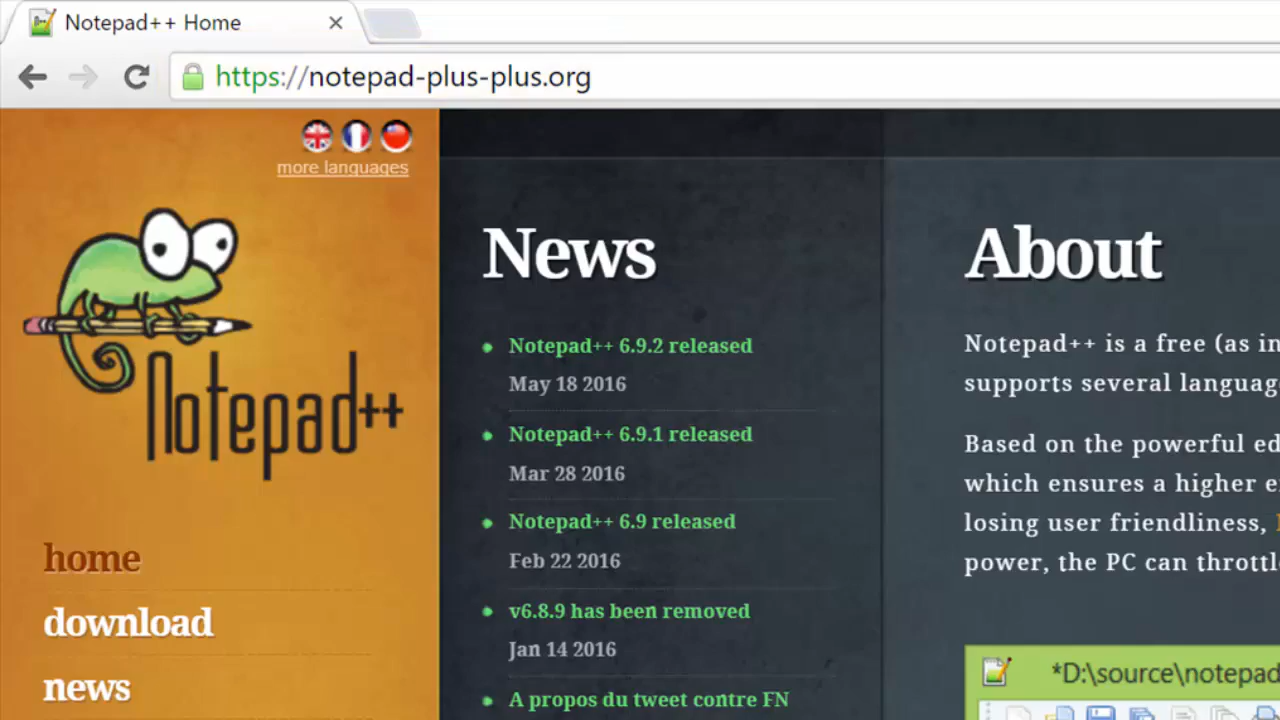 Notepad++ Home
https://notepad-plus-plus.org
more languages
Notepad++
home
download
news
News
Notepad++ 6.9.2 released
May 18 2016
Notepad++ 6.9.1 released
Mar 28 2016
Notepad++ 6.9 released
Feb 22 2016
v6.8.9 has been removed
Jan 14 2016
A propos du tweet contre FN
About
Notepad++ is a free (as in
supports several languag
Based on the powerful ed
which ensures a higher e
losing user friendliness,
power, the PC can throttl
*D:\source\notepad